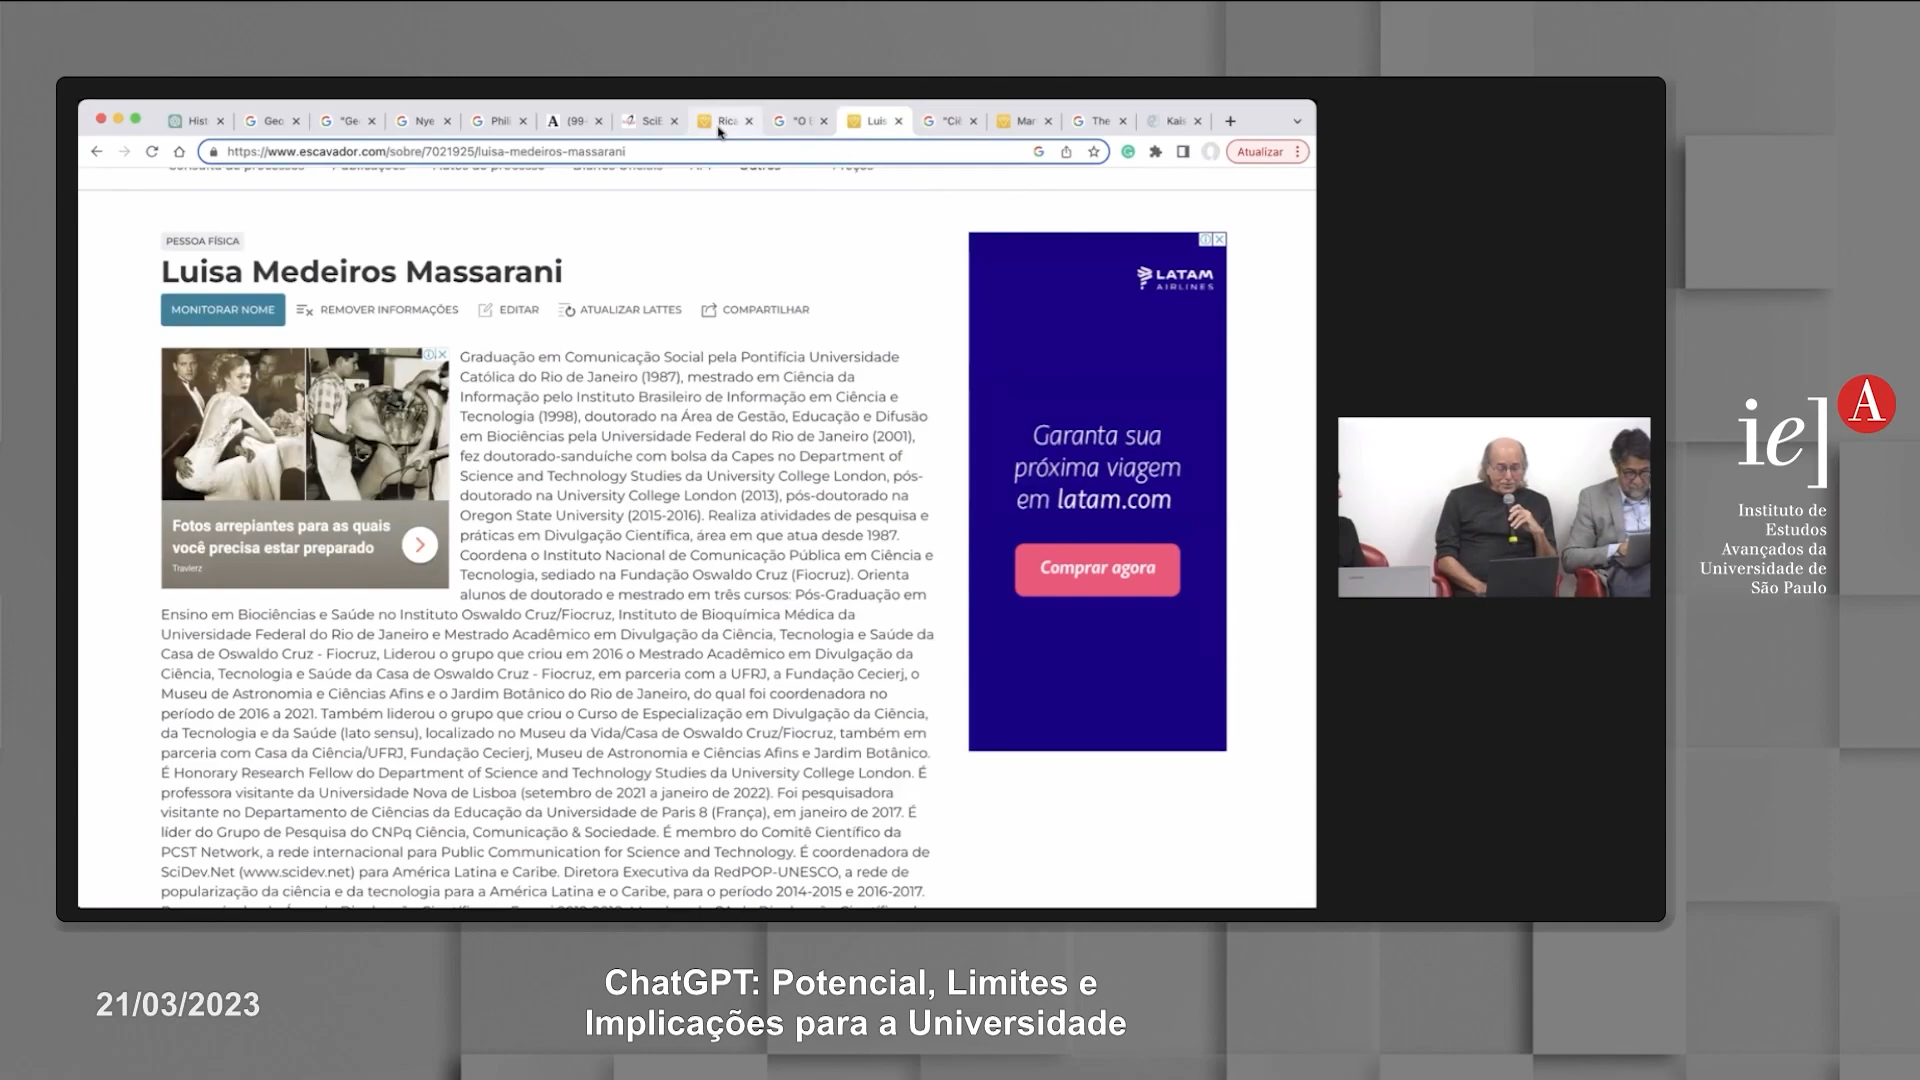 Hist
Geo
"Ge
Nye
Phili
A (99-
SciE
Rica
"O E
Luis
"Ciê
Mar
The
Kais
https://www.escavador.com/sobre/7021925/luisa-medeiros-massarani
Atualizar
PESSOA FÍSICA
Luisa Medeiros Massarani
MONITORAR NOME
REMOVER INFORMAÇÕES
EDITAR
ATUALIZAR LATTES
COMPARTILHAR
Fotos arrepiantes para as quais
você precisa estar preparado
Travlerz
Graduação em Comunicação Social pela Pontifícia Universidade
Católica do Rio de Janeiro (1987), mestrado em Ciência da
Informação pelo Instituto Brasileiro de Informação em Ciência e
Tecnologia (1998), doutorado na Área de Gestão, Educação e Difusão
em Biociências pela Universidade Federal do Rio de Janeiro (2001),
fez doutorado-sanduíche com bolsa da Capes no Department of
Science and Technology Studies da University College London, pós-
doutorado na University College London (2013), pós-doutorado na
Oregon State University (2015-2016). Realiza atividades de pesquisa e
práticas em Divulgação Científica, área em que atua desde 1987.
Coordena o Instituto Nacional de Comunicação Pública em Ciência e
Tecnologia, sediado na Fundação Oswaldo Cruz (Fiocruz). Orienta
alunos de doutorado e mestrado em três cursos: Pós-Graduação em
Ensino em Biociências e Saúde no Instituto Oswaldo Cruz/Fiocruz, Instituto de Bioquímica Médica da
Universidade Federal do Rio de Janeiro e Mestrado Acadêmico em Divulgação da Ciência, Tecnologia e Saúde da
Casa de Oswaldo Cruz - Fiocruz, Liderou o grupo que criou em 2016 o Mestrado Acadêmico em Divulgação da
Ciência, Tecnologia e Saúde da Casa de Oswaldo Cruz - Fiocruz, em parceria com a UFRJ, a Fundação Cecierj, o
Museu de Astronomia e Ciências Afins e o Jardim Botânico do Rio de Janeiro, do qual foi coordenadora no
período de 2016 a 2021. Também liderou o grupo que criou o Curso de Especialização em Divulgação da Ciência,
da Tecnologia e da Saúde (lato sensu), localizado no Museu da Vida/Casa de Oswaldo Cruz/Fiocruz, também em
parceria com Casa da Ciência/UFRJ, Fundação Cecierj, Museu de Astronomia e Ciências Afins e Jardim Botânico.
É Honorary Research Fellow do Department of Science and Technology Studies da University College London. É
professora visitante da Universidade Nova de Lisboa (setembro de 2021 a janeiro de 2022). Foi pesquisadora
visitante no Departamento de Ciências da Educação da Universidade de Paris 8 (França), em janeiro de 2017. É
líder do Grupo de Pesquisa do CNPq Ciência, Comunicação & Sociedade. É membro do Comitê Científico da
PCST Network, a rede internacional para Public Communication for Science and Technology. É coordenadora de
SciDev.Net (www.scidev.net) para América Latina e Caribe. Diretora Executiva da RedPOP-UNESCO, a rede de
popularização da ciência e da tecnologia para a América Latina e o Caribe, para o período 2014-2015 e 2016-2017.
LATAM
AIRLINES
Garanta sua
próxima viagem
em latam.com
Comprar agora
ie] A
Instituto de
Estudos
Avançados da
Universidade de
São Paulo
21/03/2023
ChatGPT: Potencial, Limites e
Implicações para a Universidade